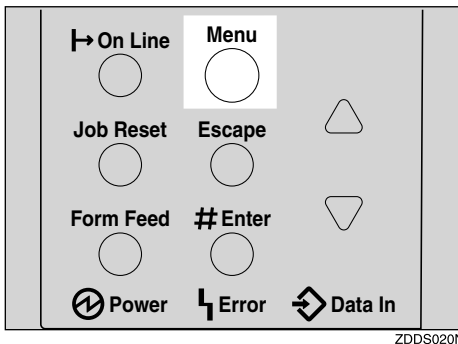 On Line Menu
Job Reset Escape
Form Feed # Enter
Power Error Data In
ZDDS020N